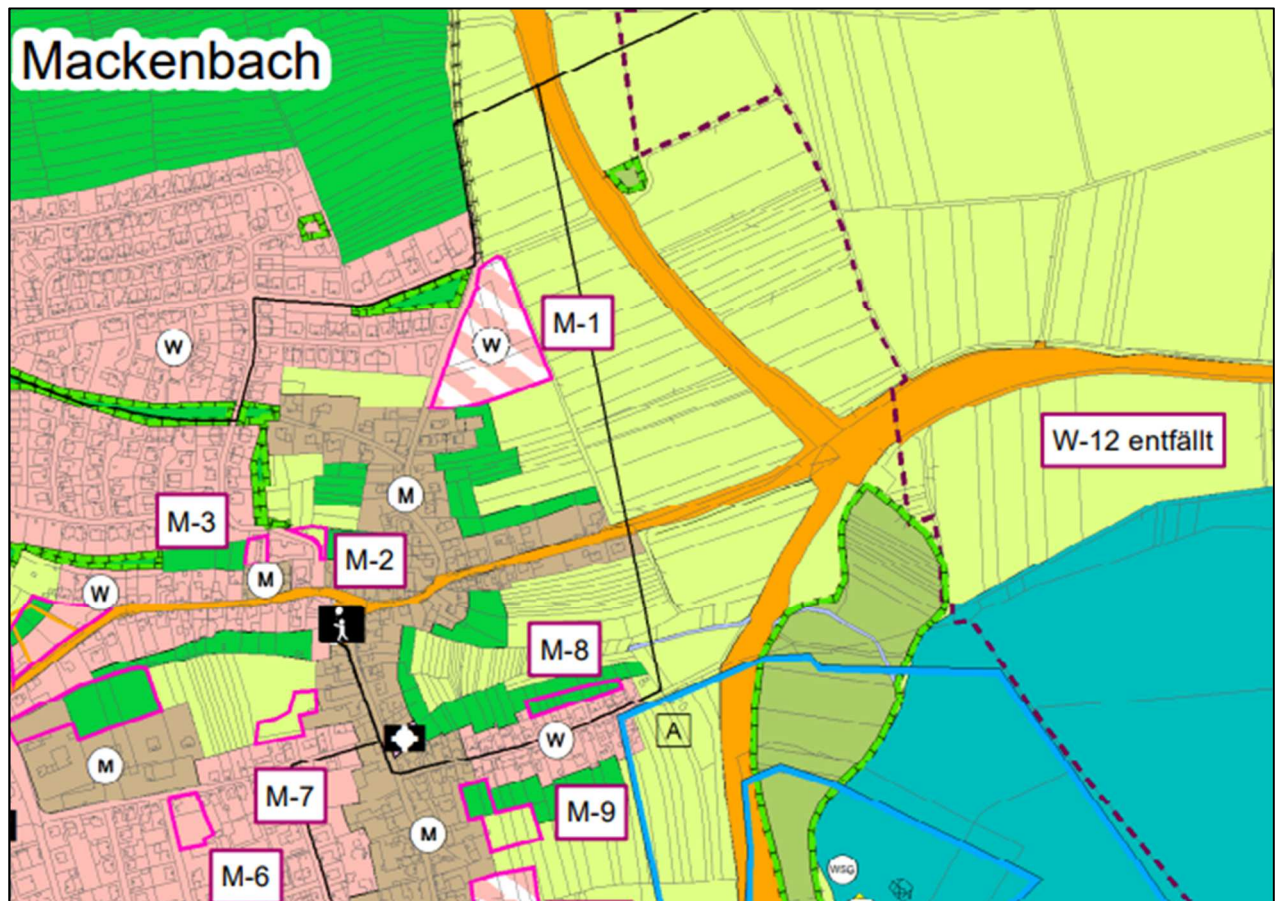 Mackenbach
M-1
W
W
W-12 entfällt
M
M-3
M-2
M
W
M-8
A
W
M
M-7
M-9
M
M-6
WSG